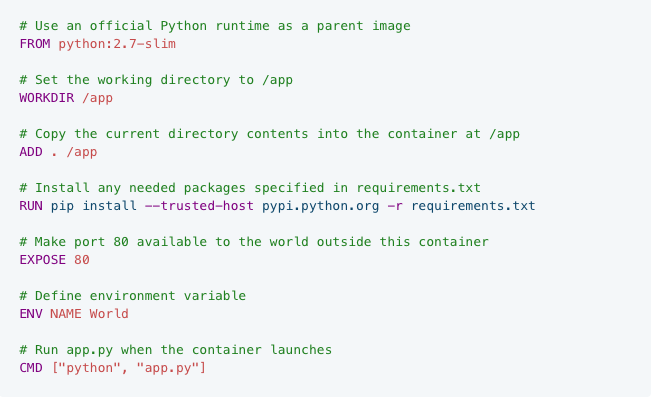 # Use an official Python runtime as a parent image
FROM python:2.7-slim
# Set the working directory to /app
WORKDIR /app
# Copy the current directory contents into the container at /app
ADD . /app
# Install any needed packages specified in requirements.txt
RUN pip install --trusted-host pypi.python.org -r requirements.txt
# Make port 80 available to the world outside this container
EXPOSE 80
# Define environment variable
ENV NAME World
# Run app.py when the container launches
CMD ["python", "app.py"]